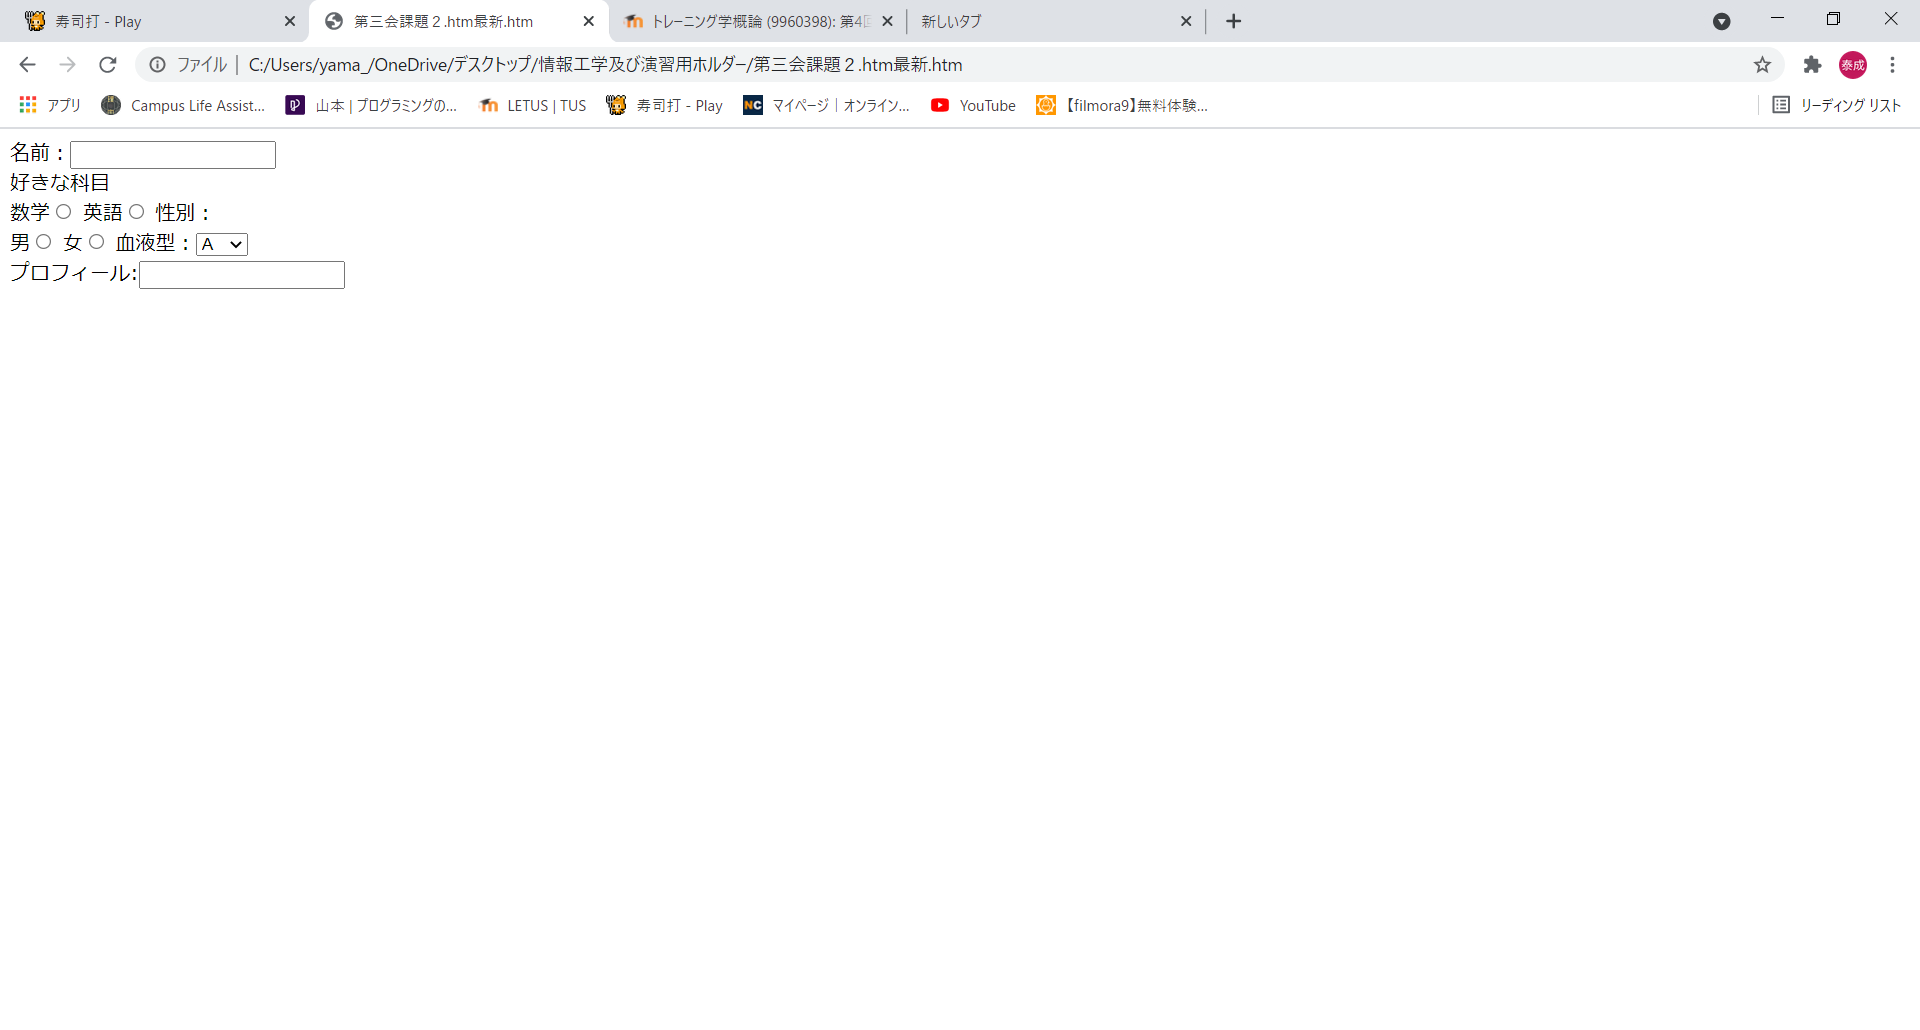 寿司打 - Play
第三会課題２.htm最新.htm
トレーニング学概論 (9960398): 第4回
新しいタブ
ファイル | C:/Users/yama_/OneDrive/デスクトップ/情報工学及び演習用ホルダー/第三会課題２.htm最新.htm
泰成
アプリ
Campus Life Assist...
山本 | プログラミングの...
LETUS | TUS
寿司打 - Play
NC
マイページ | オンライン...
YouTube
【filmora9】無料体験...
リーディング リスト
名前：
好きな科目
数学 英語 性別：
男 女 血液型：A
プロフィール: